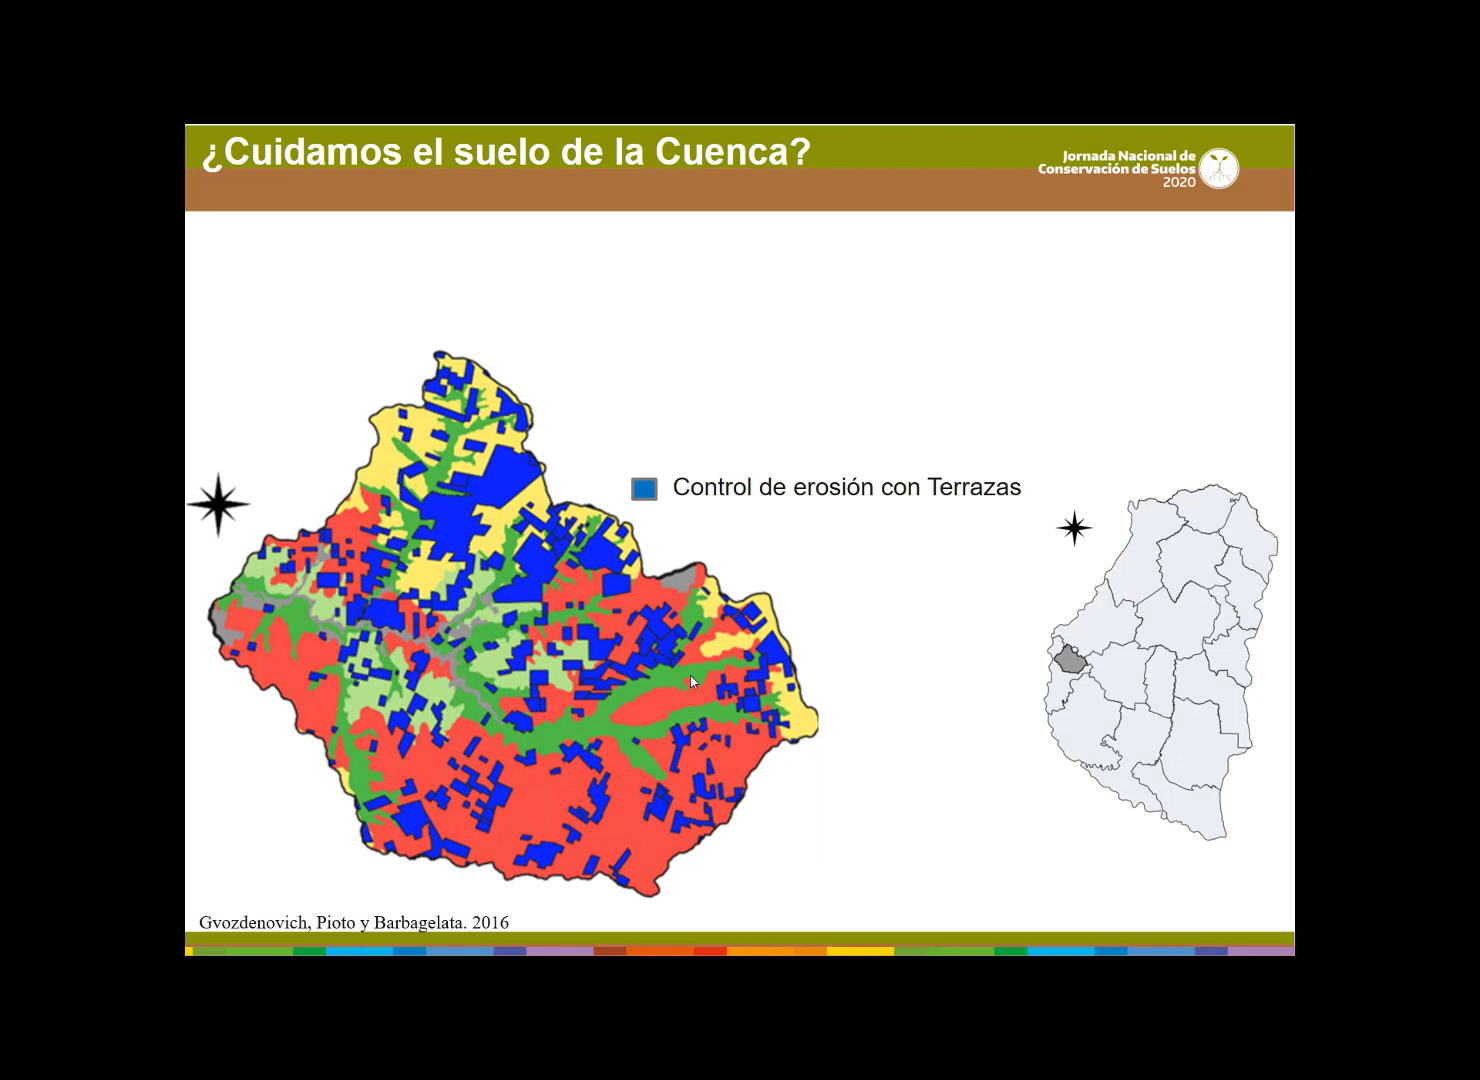 ¿Cuidamos el suelo de la Cuenca?
Jornada Nacional de
Conservación de Suelos
2020
Control de erosión con Terrazas
Gvozdenovich, Pioto y Barbagelata. 2016